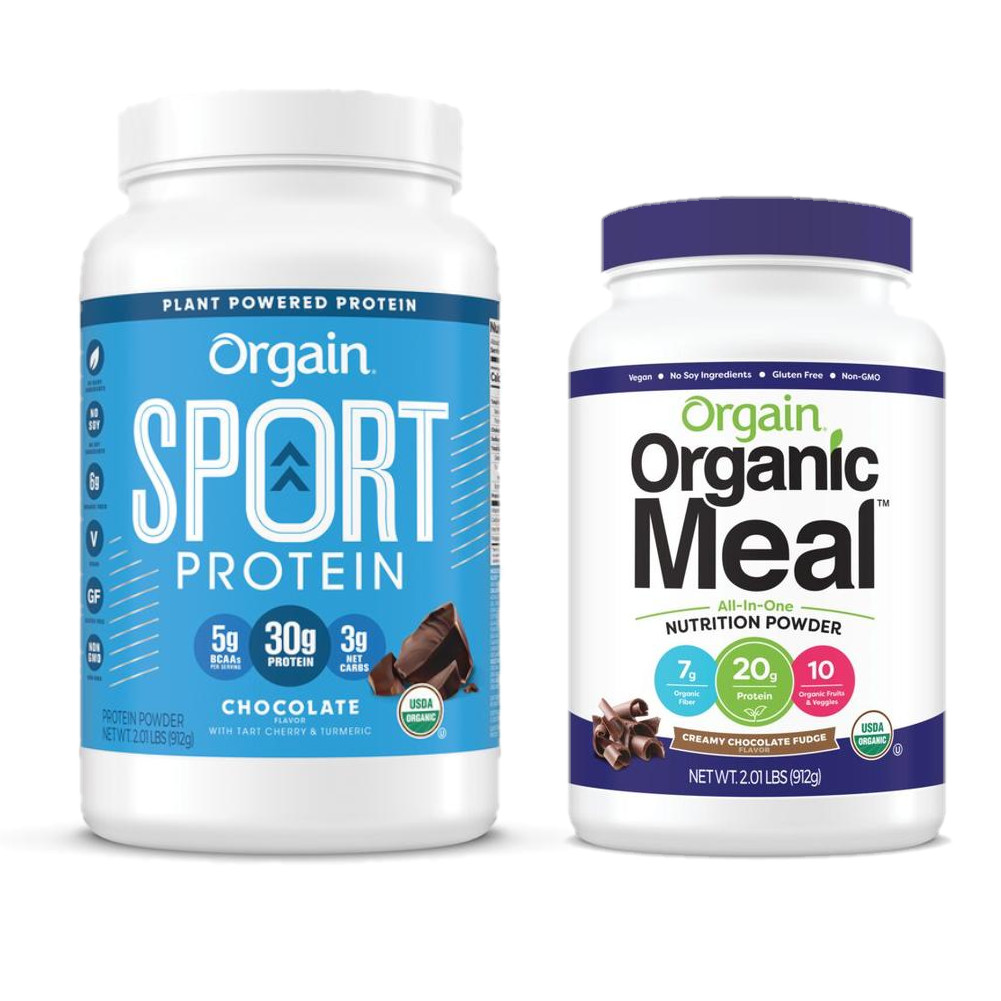 PLANT POWERED PROTEIN
Orgain®
SPORT
PROTEIN
NO
SOY
6g
V
GF
NON
GMO
5g
BCAAs
PER SERVING
30g
PROTEIN
3g
NET
CARBS
CHOCOLATE
FLAVOR
WITH TART CHERRY & TURMERIC
USDA
ORGANIC
U
PROTEIN POWDER
NET WT. 2.01 LBS (912g)
Vegan • No Soy Ingredients • Gluten Free • Non-GMO
Orgain®
Organic
Meal™
All-In-One
NUTRITION POWDER
7g
Organic
Fiber
20g
Protein
10
Organic Fruits
& Veggies
CREAMY CHOCOLATE FUDGE
FLAVOR
USDA
ORGANIC
U
NET WT. 2.01 LBS (912g)